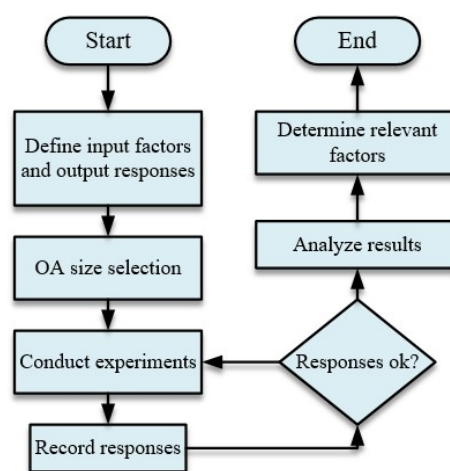 Start
Define input factors
and output responses
OA size selection
Conduct experiments
Record responses
Responses ok?
Analyze results
Determine relevant
factors
End